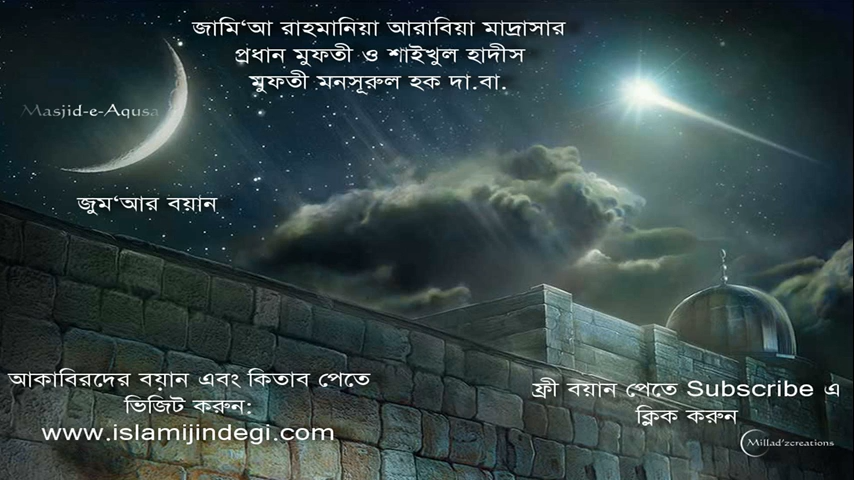 জামি‘আ রাহমানিয়া আরাবিয়া মাদ্রাসার
প্রধান মুফতী ও শাইখুল হাদীস
মুফতী মনসূরুল হক দা.বা.
Masjid-e-Aqusa
জুম‘আর বয়ান
আকাবিরদের বয়ান এবং কিতাব পেতে
ভিজিট করুন:
www.islamijindegi.com
ফ্রী বয়ান পেতে Subscribe এ
ক্লিক করুন
Millad'zcreations